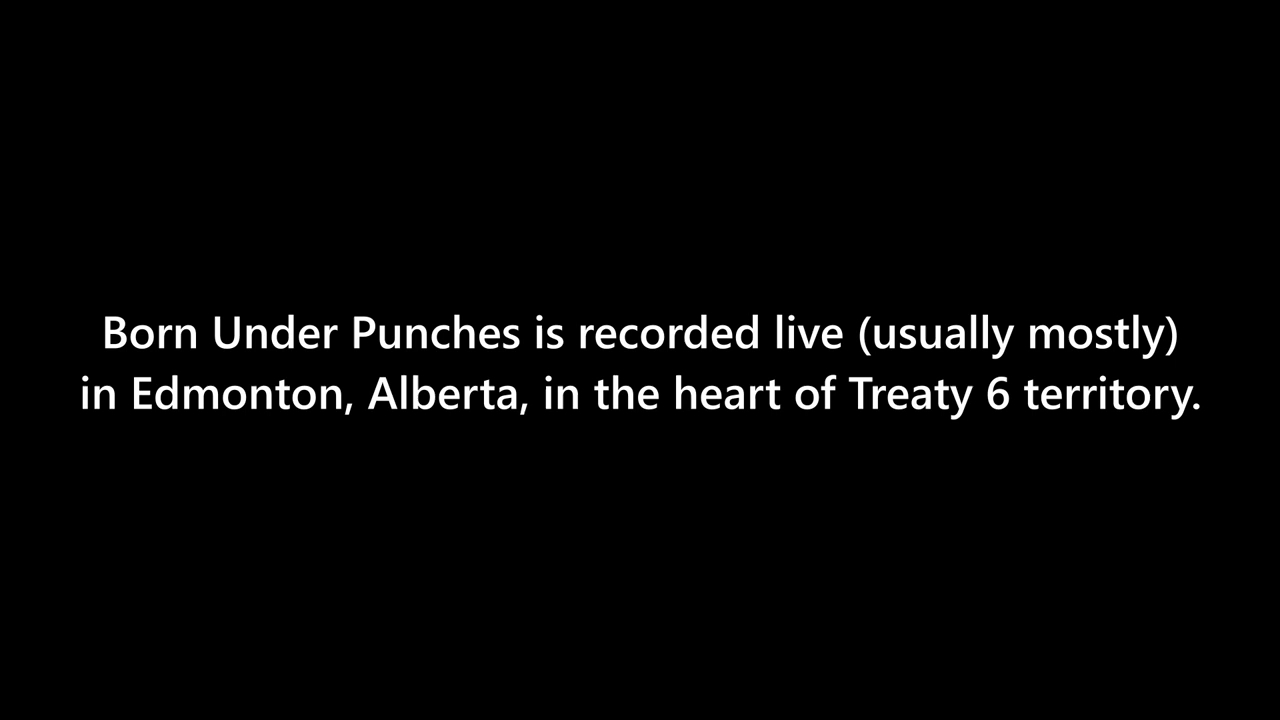 Born Under Punches is recorded live (usually mostly)
in Edmonton, Alberta, in the heart of Treaty 6 territory.